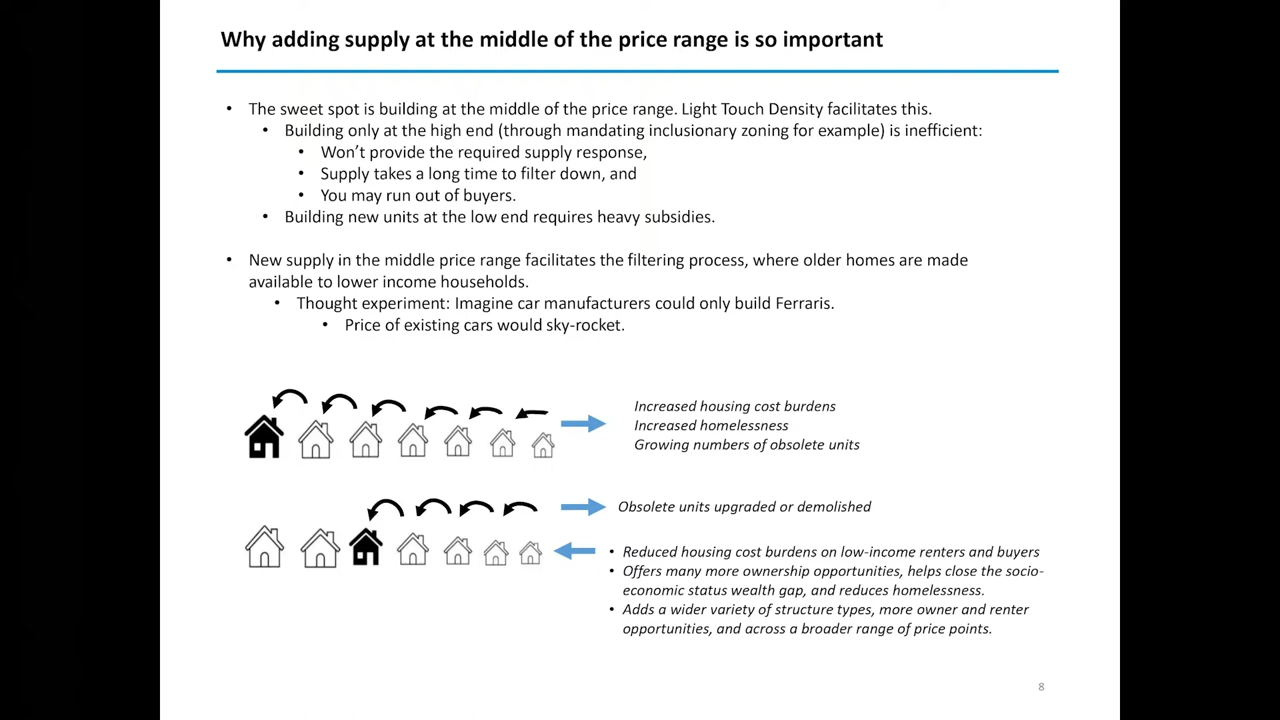 Why adding supply at the middle of the price range is so important
• The sweet spot is building at the middle of the price range. Light Touch Density facilitates this.
• Building only at the high end (through mandating inclusionary zoning for example) is inefficient:
• Won’t provide the required supply response,
• Supply takes a long time to filter down, and
• You may run out of buyers.
• Building new units at the low end requires heavy subsidies.
• New supply in the middle price range facilitates the filtering process, where older homes are made
available to lower income households.
• Thought experiment: Imagine car manufacturers could only build Ferraris.
• Price of existing cars would sky-rocket.
Increased housing cost burdens
Increased homelessness
Growing numbers of obsolete units
Obsolete units upgraded or demolished
• Reduced housing cost burdens on low-income renters and buyers
• Offers many more ownership opportunities, helps close the socio-
economic status wealth gap, and reduces homelessness.
• Adds a wider variety of structure types, more owner and renter
opportunities, and across a broader range of price points.
8